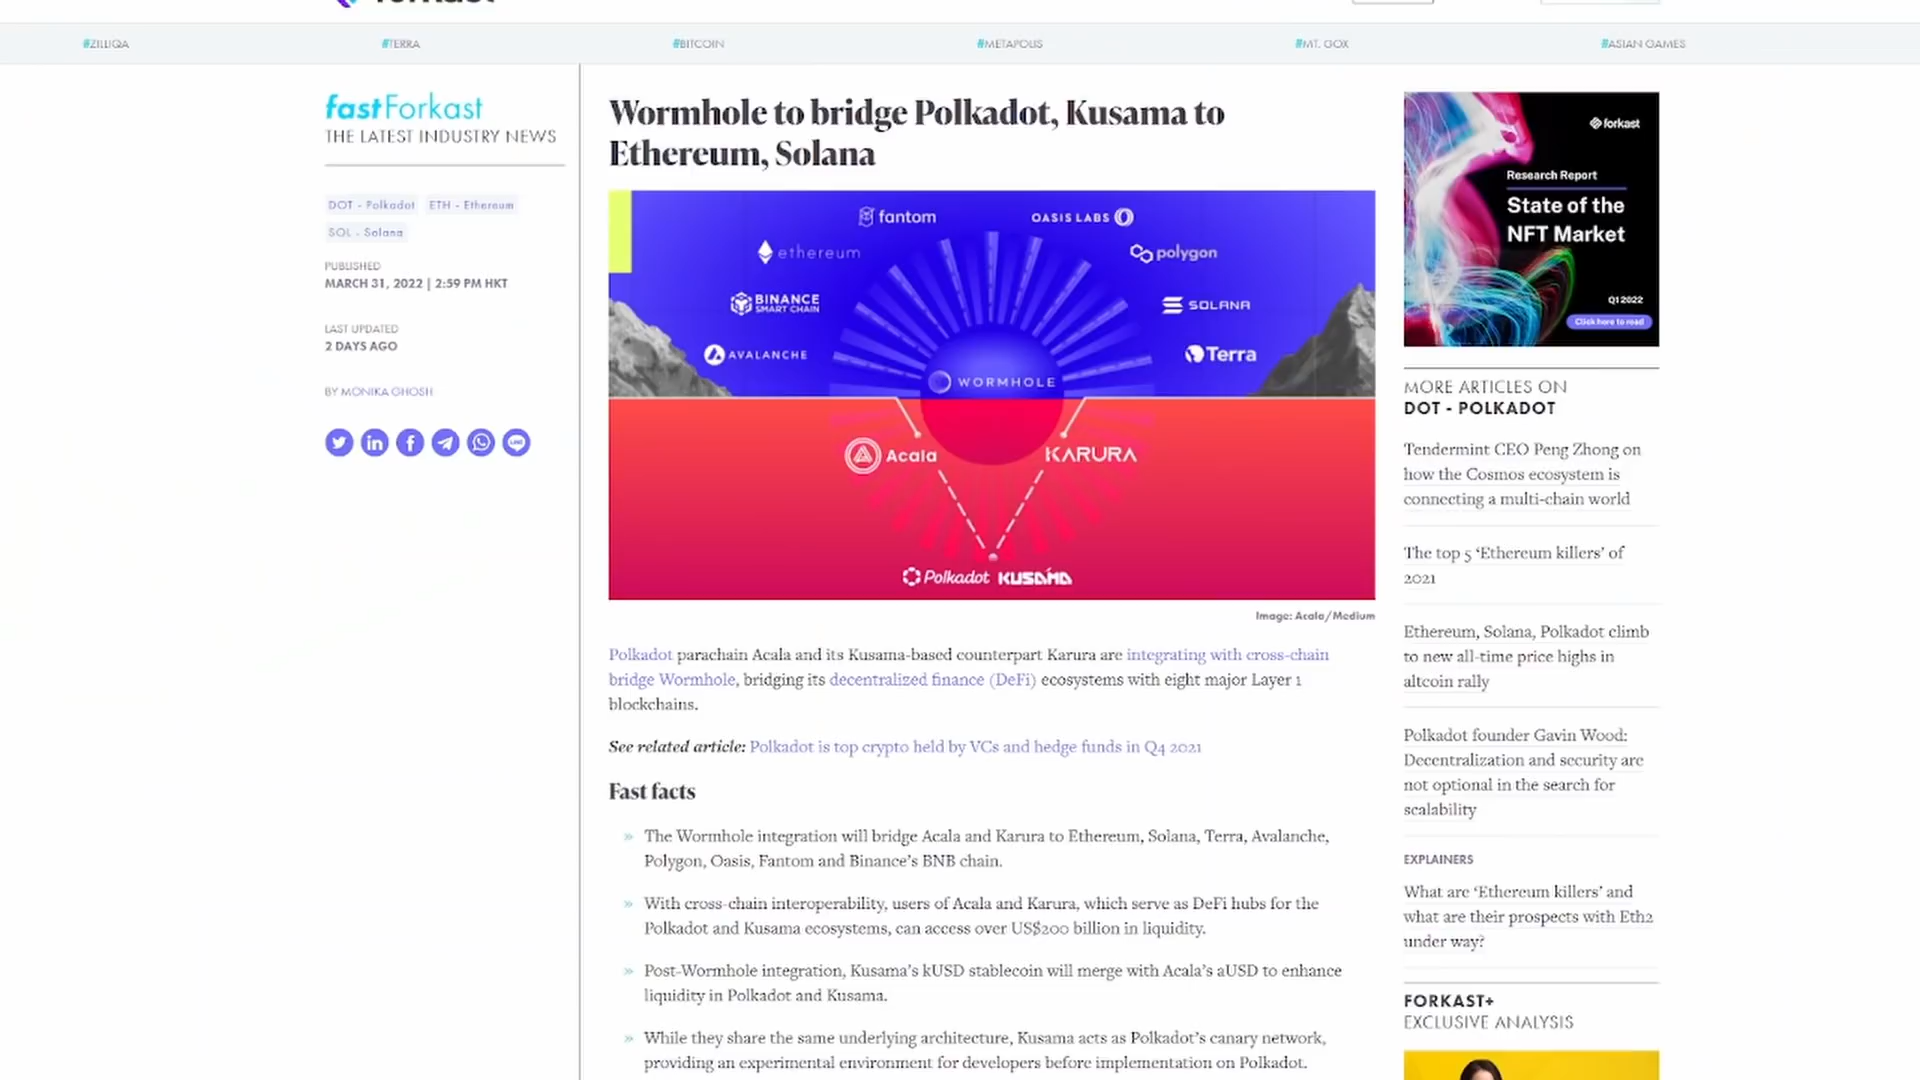 forkast
#ZILLIQA
#TERRA
#BITCOIN
#METAPOLIS
#MT. GOX
#ASIAN GAMES
fastForkast
THE LATEST INDUSTRY NEWS
DOT - Polkadot
ETH - Ethereum
SOL - Solana
PUBLISHED
MARCH 31, 2022 | 2:59 PM HKT
LAST UPDATED
2 DAYS AGO
BY MONIKA GHOSH
Wormhole to bridge Polkadot, Kusama to
Ethereum, Solana
fantom
OASIS LABS
ethereum
polygon
BINANCE
SMART CHAIN
SOLANA
AVALANCHE
Terra
WORMHOLE
Acala
KARURA
Polkadot
KUSAMA
Image: Acala/Medium
Polkadot parachain Acala and its Kusama-based counterpart Karura are integrating with cross-chain
bridge Wormhole, bridging its decentralized finance (DeFi) ecosystems with eight major Layer 1
blockchains.
See related article: Polkadot is top crypto held by VCs and hedge funds in Q4 2021
Fast facts
» The Wormhole integration will bridge Acala and Karura to Ethereum, Solana, Terra, Avalanche,
Polygon, Oasis, Fantom and Binance’s BNB chain.
» With cross-chain interoperability, users of Acala and Karura, which serve as DeFi hubs for the
Polkadot and Kusama ecosystems, can access over US$200 billion in liquidity.
» Post-Wormhole integration, Kusama’s kUSD stablecoin will merge with Acala’s aUSD to enhance
liquidity in Polkadot and Kusama.
» While they share the same underlying architecture, Kusama acts as Polkadot’s canary network,
providing an experimental environment for developers before implementation on Polkadot.
forkast
Research Report
State of the
NFT Market
Q1 2022
Click here to read
MORE ARTICLES ON
DOT - POLKADOT
Tendermint CEO Peng Zhong on
how the Cosmos ecosystem is
connecting a multi-chain world
The top 5 ‘Ethereum killers’ of
2021
Ethereum, Solana, Polkadot climb
to new all-time price highs in
altcoin rally
Polkadot founder Gavin Wood:
Decentralization and security are
not optional in the search for
scalability
EXPLAINERS
What are ‘Ethereum killers’ and
what are their prospects with Eth2
under way?
FORKAST+
EXCLUSIVE ANALYSIS